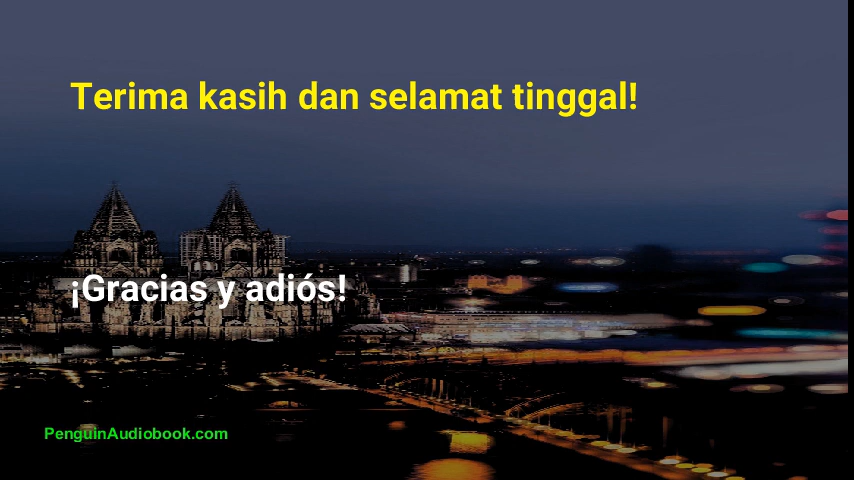 Terima kasih dan selamat tinggal!
¡Gracias y adiós!
PenguinAudiobook.com